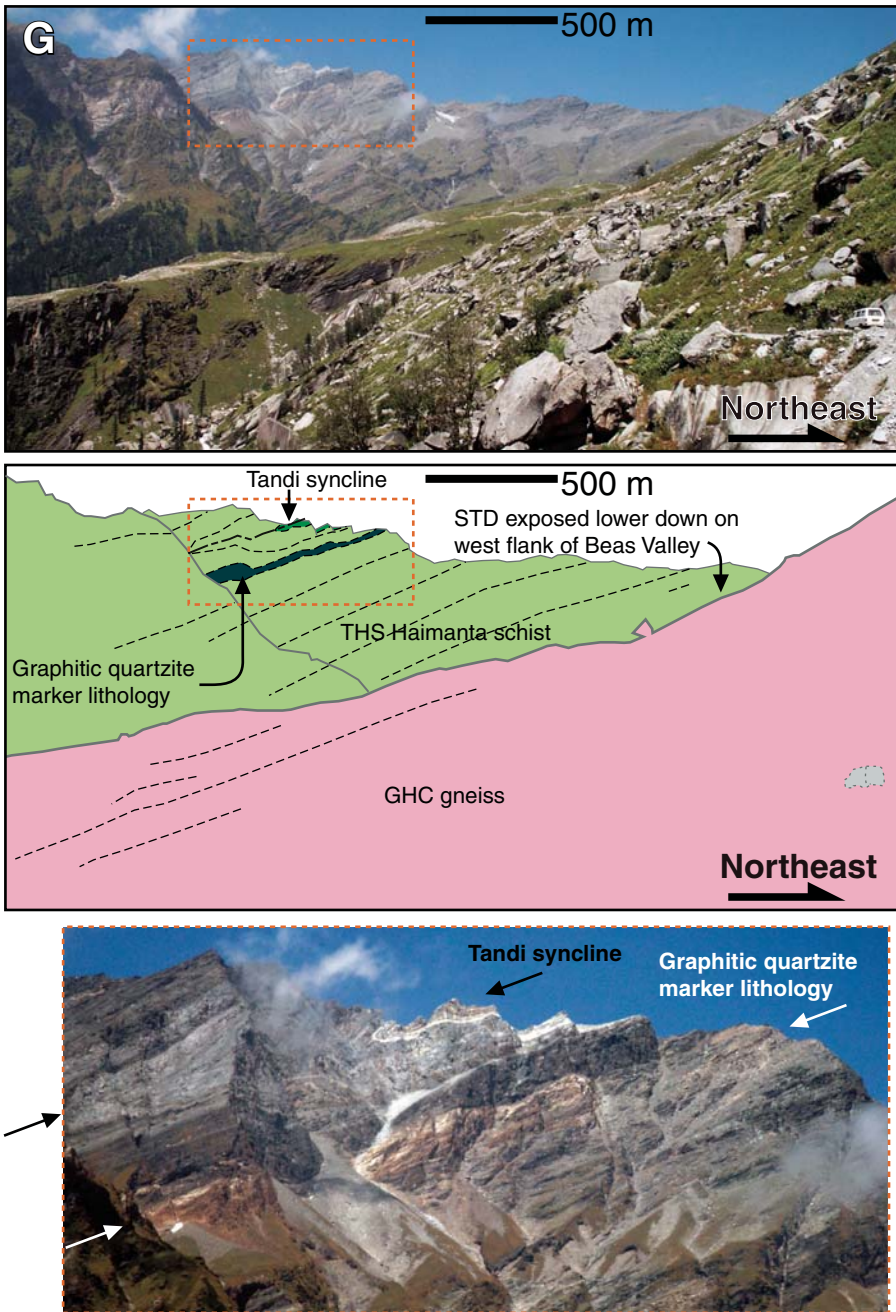 G
500 m
Northeast
Tandi syncline
500 m
STD exposed lower down on
west flank of Beas Valley
THS Haimanta schist
Graphitic quartzite
marker lithology
GHC gneiss
Northeast
Tandi syncline
Graphitic quartzite
marker lithology